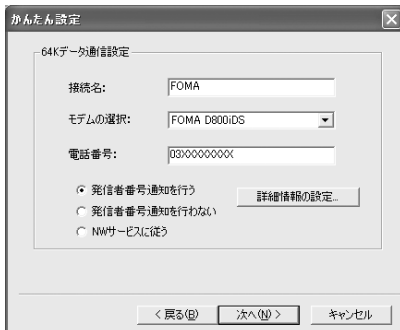 かんたん設定
64Kデータ通信設定
接続名: FOMA
モデムの選択: FOMA D800iDS
電話番号: 03XXXXXXXX
発信者番号通知を行う
詳細情報の設定...
発信者番号通知を行わない
NWサービスに従う
< 戻る(B) 次へ(N) > キャンセル